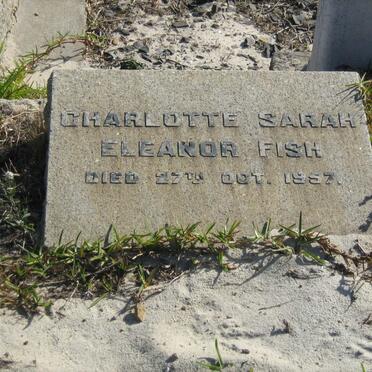 CHARLOTTE SARAH
ELEANOR FISH
DIED 27TH OCT. 1957.